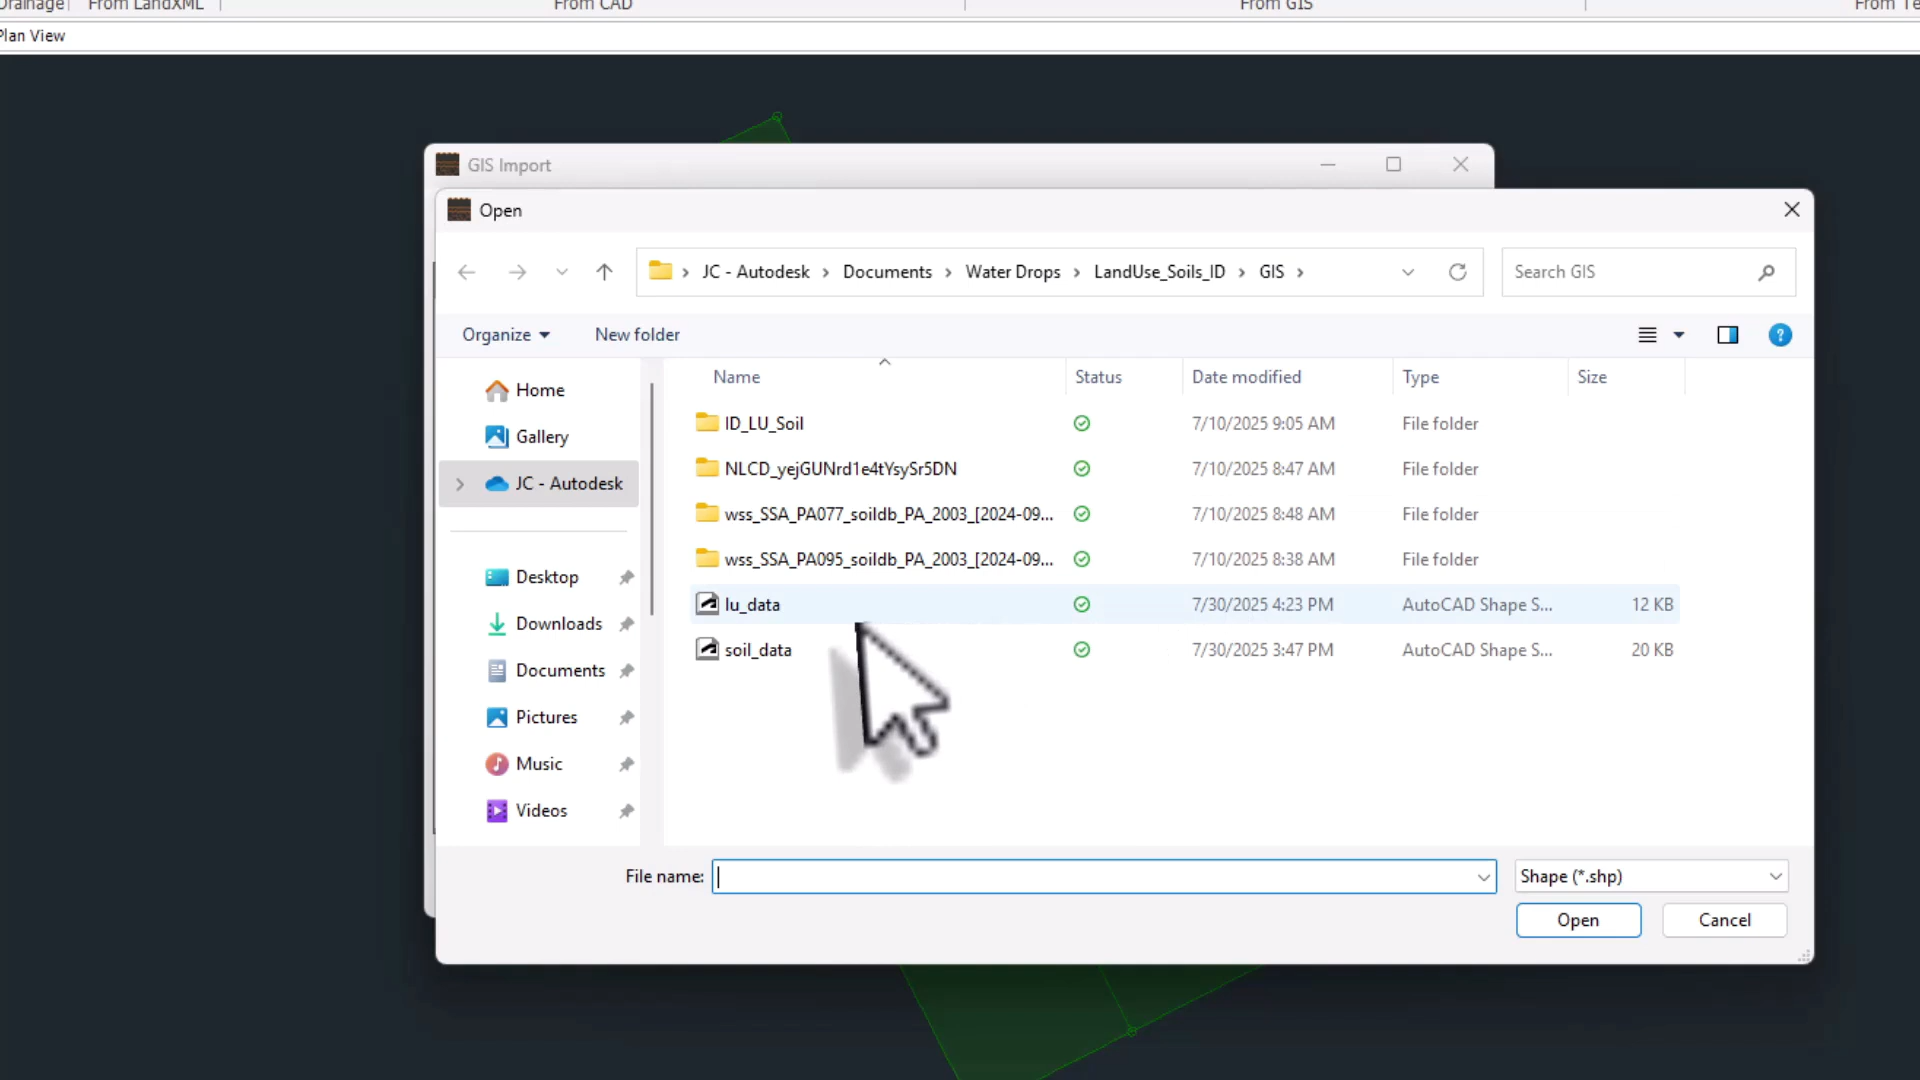 Drainage From LandXML From CAD From GIS
Plan View
GIS Import
Open
JC - Autodesk Documents Water Drops LandUse_Soils_ID GIS Search GIS
Organize New folder
Name Status Date modified Type Size
Home
Gallery
JC - Autodesk
Desktop
Downloads
Documents
Pictures
Music
Videos
ID_LU_Soil 7/10/2025 9:05 AM File folder
NLCD_yejGUNrd1e4tYsySr5DN 7/10/2025 8:47 AM File folder
wss_SSA_PA077_soildb_PA_2003_[2024-09... 7/10/2025 8:48 AM File folder
wss_SSA_PA095_soildb_PA_2003_[2024-09... 7/10/2025 8:38 AM File folder
lu_data 7/30/2025 4:23 PM AutoCAD Shape S... 12 KB
soil_data 7/30/2025 3:47 PM AutoCAD Shape S... 20 KB
File name: Shape (*.shp)
Open Cancel